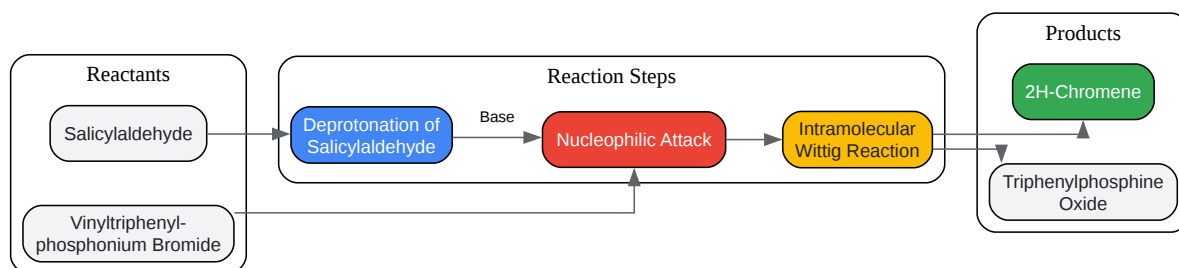 Reactants
Salicylaldehyde
Vinyltriphenyl-
phosphonium Bromide
Reaction Steps
Deprotonation of
Salicylaldehyde
Base
Nucleophilic Attack
Intramolecular
Wittig Reaction
Products
2H-Chromene
Triphenylphosphine
Oxide